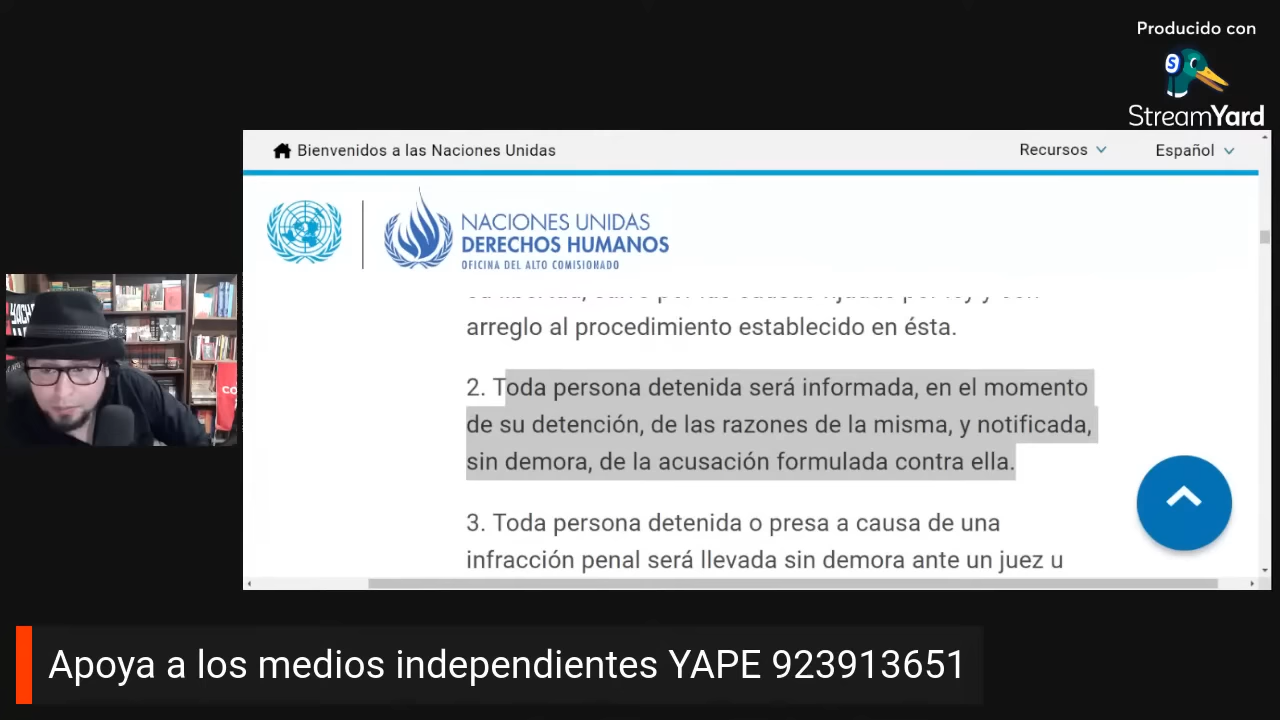 Producido con
StreamYard
Bienvenidos a las Naciones Unidas
Recursos
Español
NACIONES UNIDAS
DERECHOS HUMANOS
OFICINA DEL ALTO COMISIONADO
arreglo al procedimiento establecido en ésta.
2. Toda persona detenida será informada, en el momento
de su detención, de las razones de la misma, y notificada,
sin demora, de la acusación formulada contra ella.
3. Toda persona detenida o presa a causa de una
infracción penal será llevada sin demora ante un juez u
Apoya a los medios independientes YAPE 923913651